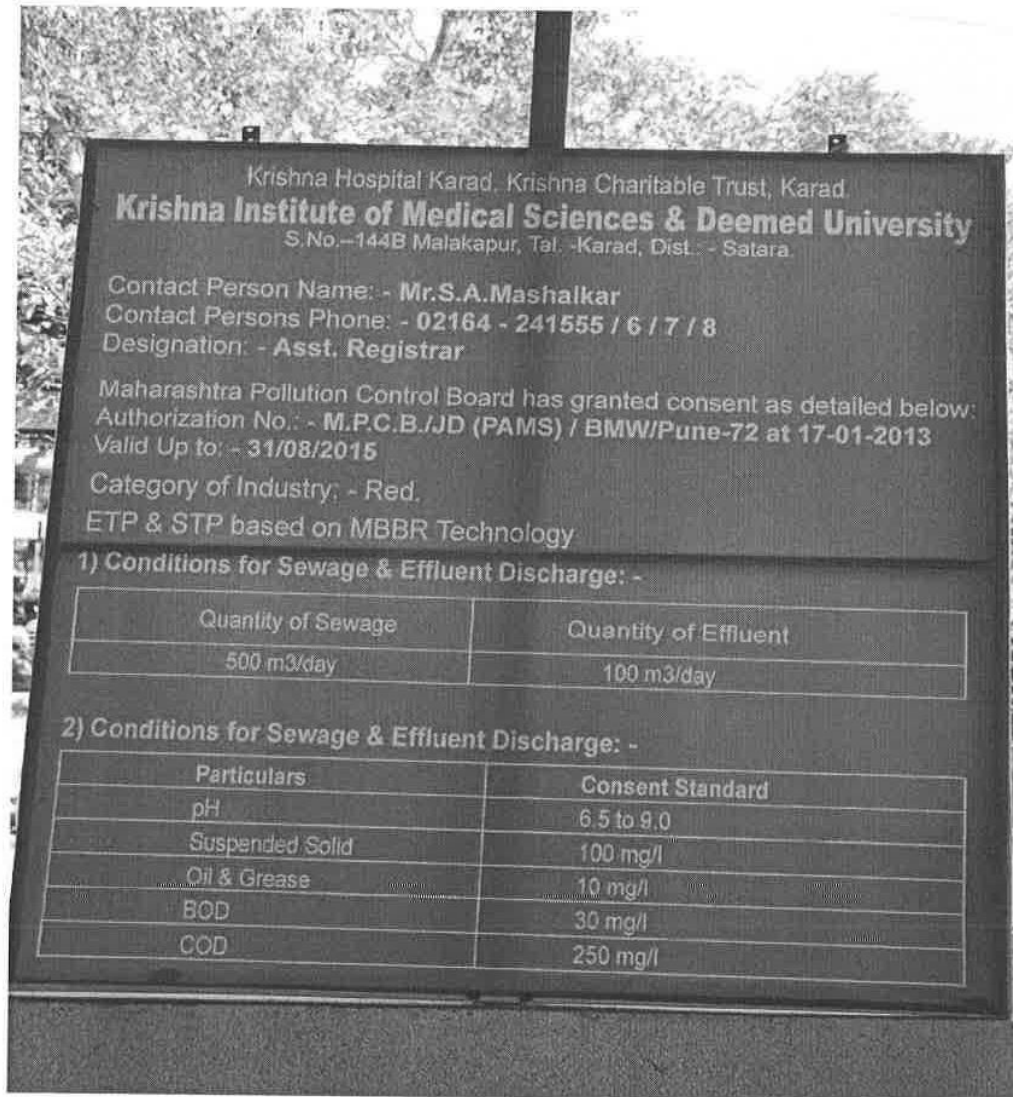 Krishna Hospital Karad, Krishna Charitable Trust, Karad
Krishna Institute of Medical Sciences & Deemed University
S.No.-144B Malakapur, Tal. -Karad, Dist.: - Satara.
Contact Person Name: - Mr.S.A.Mashalkar
Contact Persons Phone: - 02164 - 241555 / 6 / 7 / 8
Designation: - Asst. Registrar
Maharashtra Pollution Control Board has granted consent as detailed below:
Authorization No.: - M.P.C.B./JD (PAMS) / BMW/Pune-72 at 17-01-2013
Valid Up to: - 31/08/2015
Category of Industry: - Red.
ETP & STP based on MBBR Technology
1) Conditions for Sewage & Effluent Discharge: -
Quantity of Sewage Quantity of Effluent
500 m3/day 100 m3/day
2) Conditions for Sewage & Effluent Discharge: -
Particulars Consent Standard
pH 6.5 to 9.0
Suspended Solid 100 mg/l
Oil & Grease 10 mg/l
BOD 30 mg/l
COD 250 mg/l